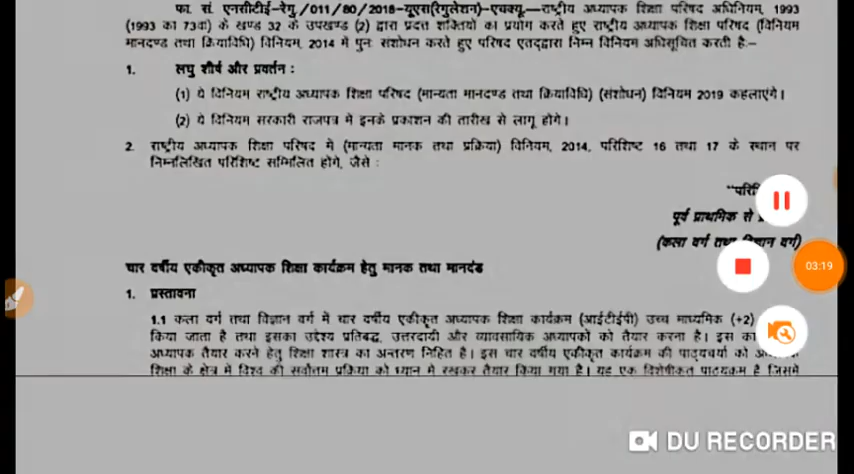 फा. सं. एनसीटीई-रेगु./011/80/2018-यूएस(रेगुलेशन)-एचक्यू.—राष्ट्रीय अध्यापक शिक्षा परिषद अधिनियम, 1993
(1993 का 73वां) के खण्ड 32 के उपखण्ड (2) द्वारा प्रदत्त शक्तियों का प्रयोग करते हुए राष्ट्रीय अध्यापक शिक्षा परिषद (विनियम
मानदण्ड तथा क्रियाविधि) विनियम, 2014 में पुनः संशोधन करते हुए परिषद एतद्द्वारा निम्न विनियम अधिसूचित करती है:—
1. लघु शीर्ष और प्रवर्तन :
(1) ये विनियम राष्ट्रीय अध्यापक शिक्षा परिषद (मान्यता मानदण्ड तथा क्रियाविधि) (संशोधन) विनियम 2019 कहलाएंगे।
(2) ये विनियम सरकारी राजपत्र में इनके प्रकाशन की तारीख से लागू होंगे।
2. राष्ट्रीय अध्यापक शिक्षा परिषद में (मान्यता मानक तथा प्रक्रिया) विनियम, 2014, परिशिष्ट 16 तथा 17 के स्थान पर
निम्नलिखित परिशिष्ट सम्मिलित होंगे, जैसे :
पूर्व प्राथमिक से
(कला वर्ग तथा विज्ञान वर्ग)
03:19
चार वर्षीय एकीकृत अध्यापक शिक्षा कार्यक्रम हेतु मानक तथा मानदंड
1. प्रस्तावना
1.1 कला वर्ग तथा विज्ञान वर्ग में चार वर्षीय एकीकृत अध्यापक शिक्षा कार्यक्रम (आईटीईपी) उच्च माध्यमिक (+2)
किया जाता है तथा इसका उद्देश्य प्रतिबद्ध, उत्तरदायी और व्यावसायिक अध्यापकों को तैयार करना है। इस
अध्यापक तैयार करने हेतु शिक्षा शास्त्र का अन्तरण निहित है। इस चार वर्षीय एकीकृत कार्यक्रम की पाठ्यचर्या को
शिक्षा के क्षेत्र में विश्व की सर्वोत्तम प्रक्रिया को ध्यान में रखकर तैयार किया गया है। यह एक विशेषीकृत पाठ्यक्रम है जिसमें
DU RECORDER